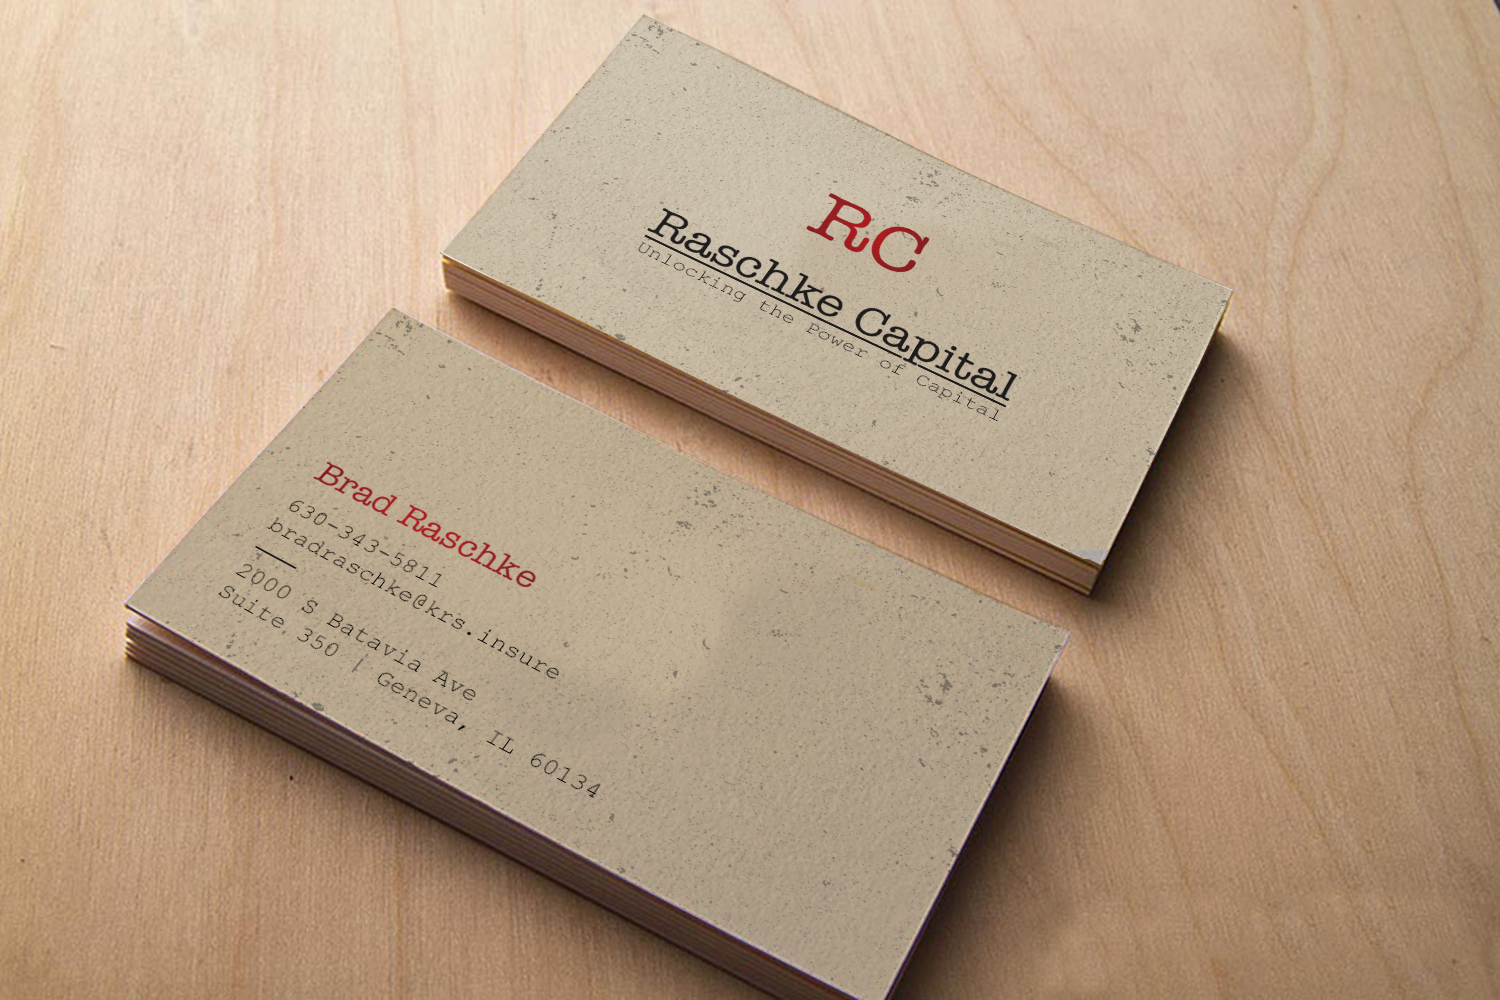 RC
Raschke Capital
Unlocking the Power of Capital
Brad Raschke
630-343-5811
bradraschke@krs.insure
2000 S Batavia Ave
Suite 350 | Geneva, IL 60134